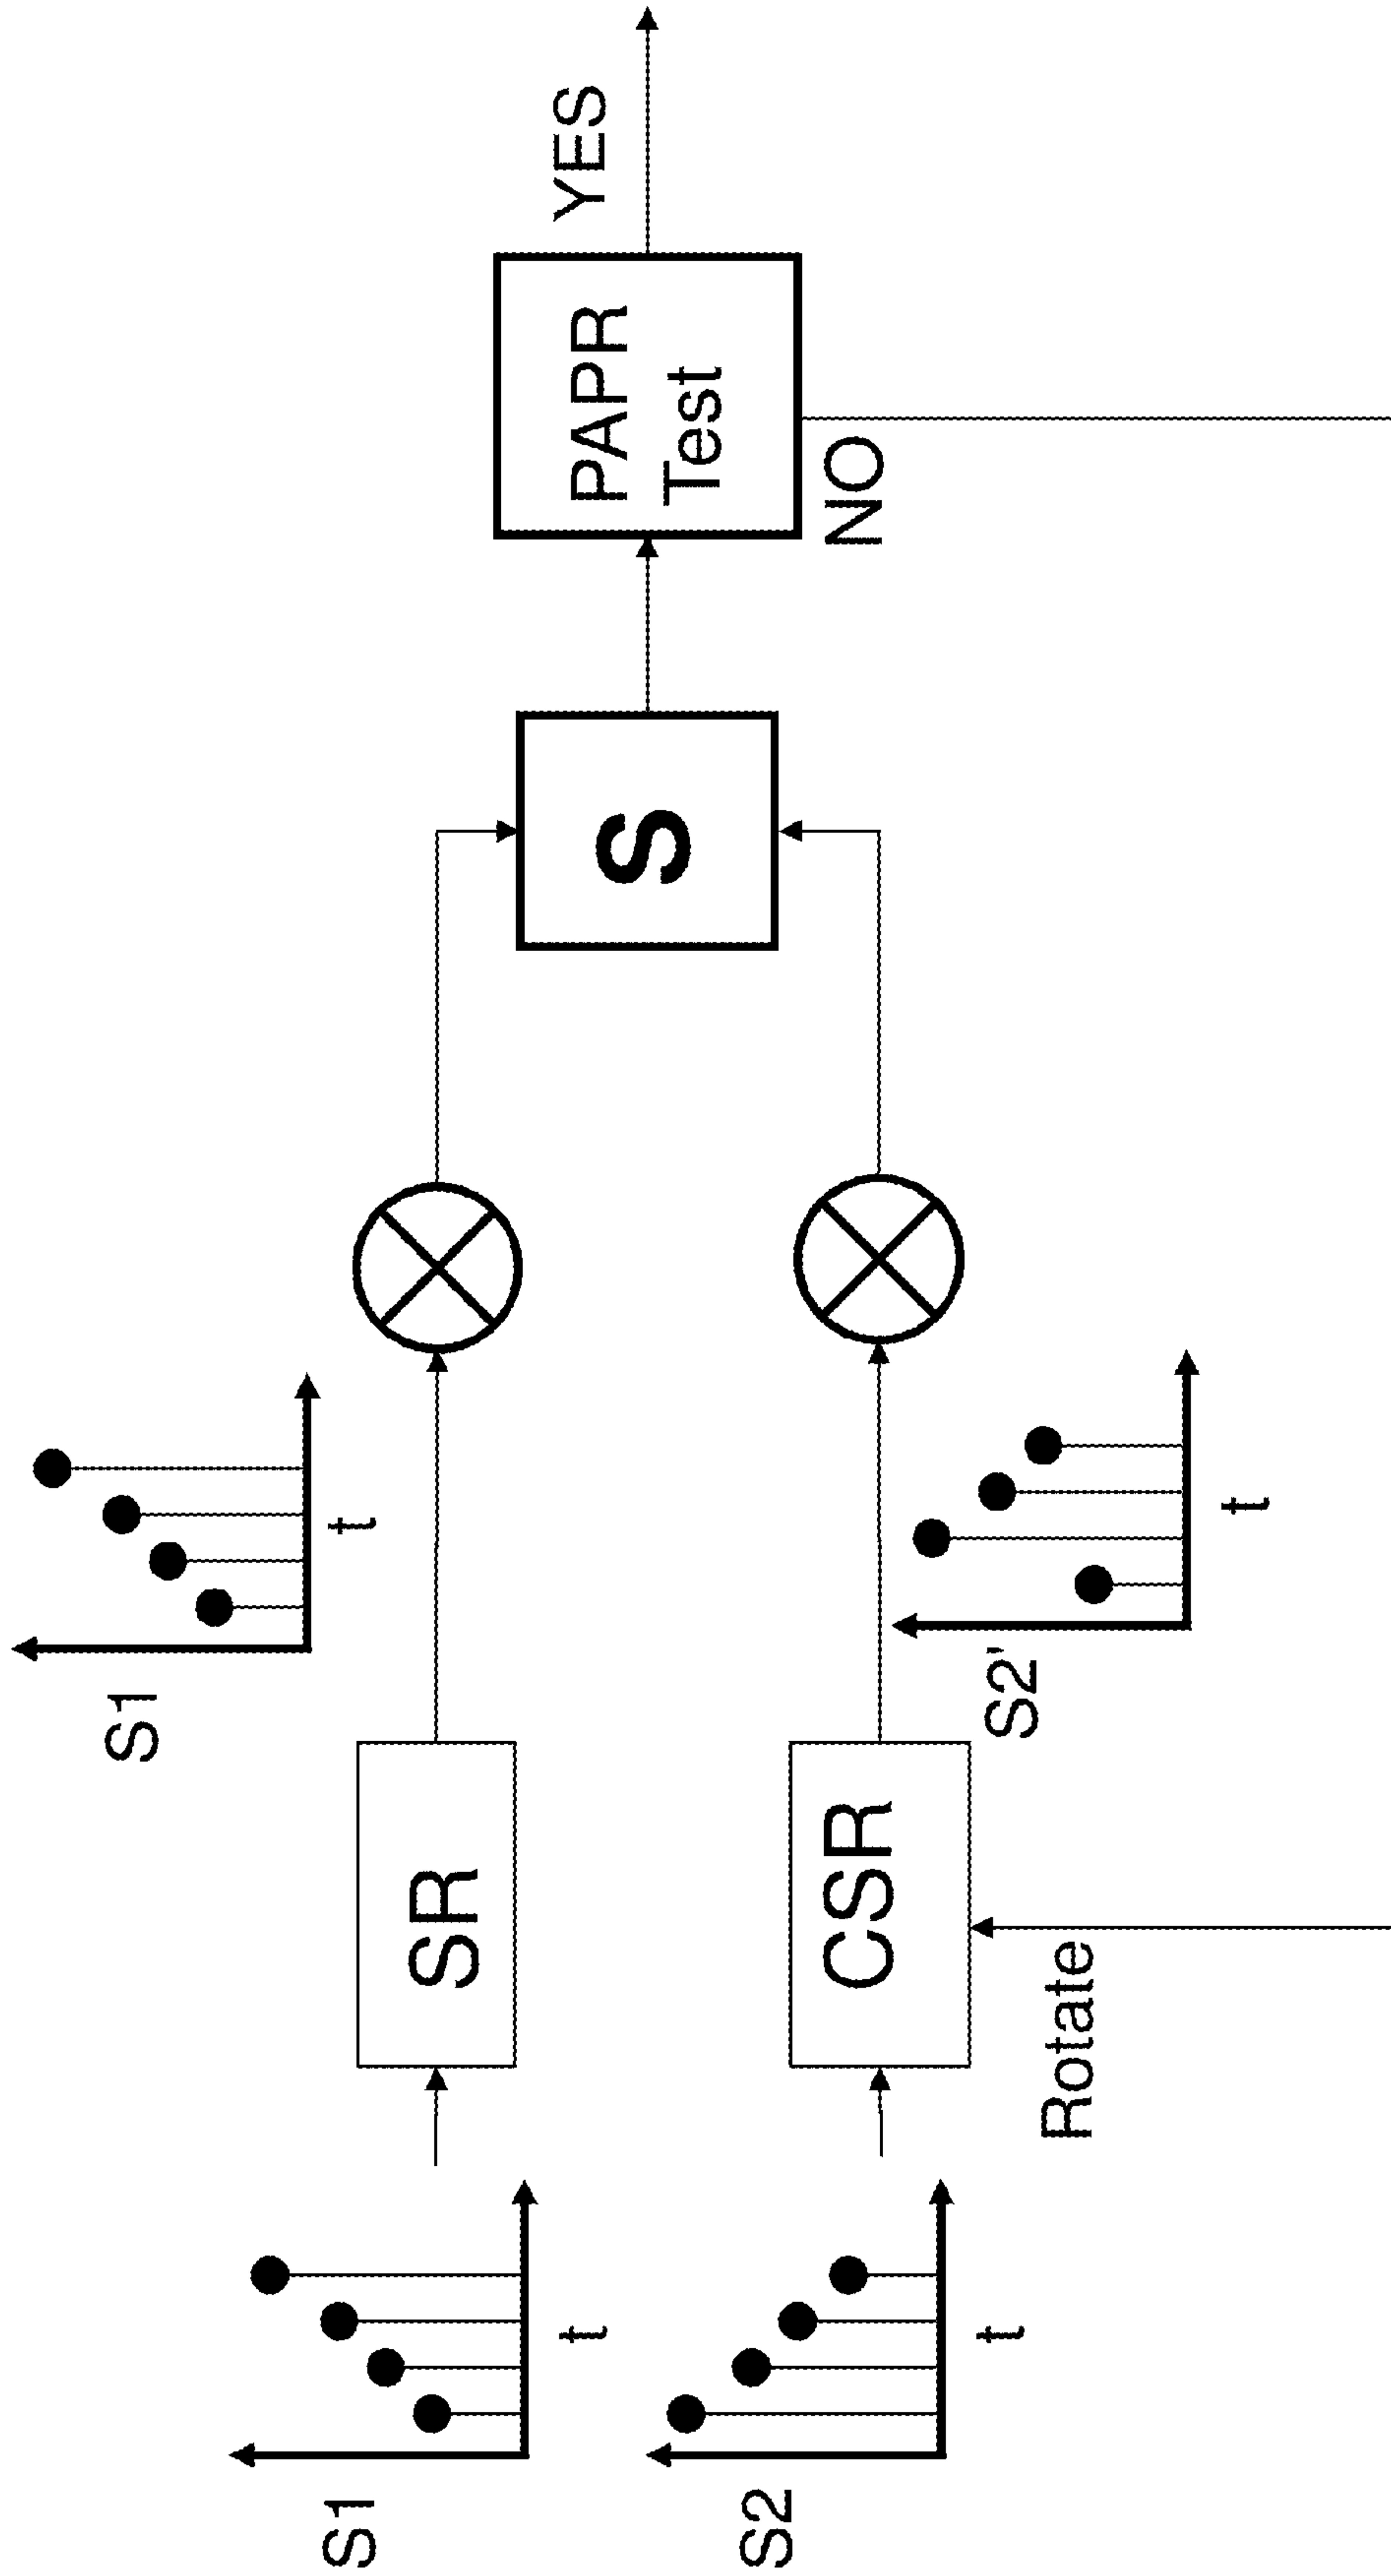 S1
t
SR
S1
t
S2
t
CSR
Rotate
S2'
t
S
PAPR
Test
YES
NO